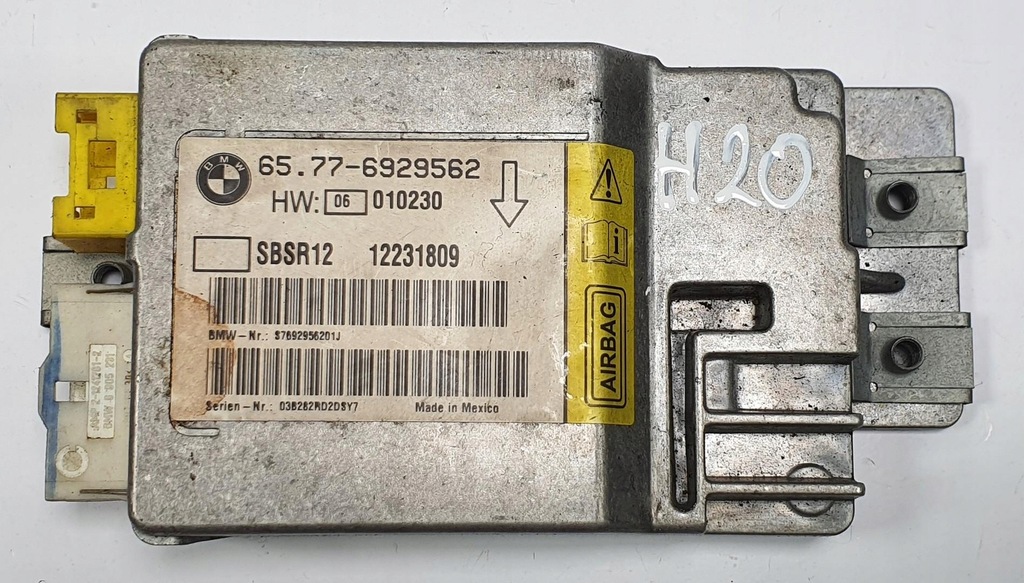 BMW
65.77-6929562
HW: 06 010230
SBSR12 12231809
BMW-Nr.: S7692956201J
Serien-Nr.: 03B282RD2DSY7
Made in Mexico
AIRBAG
H20